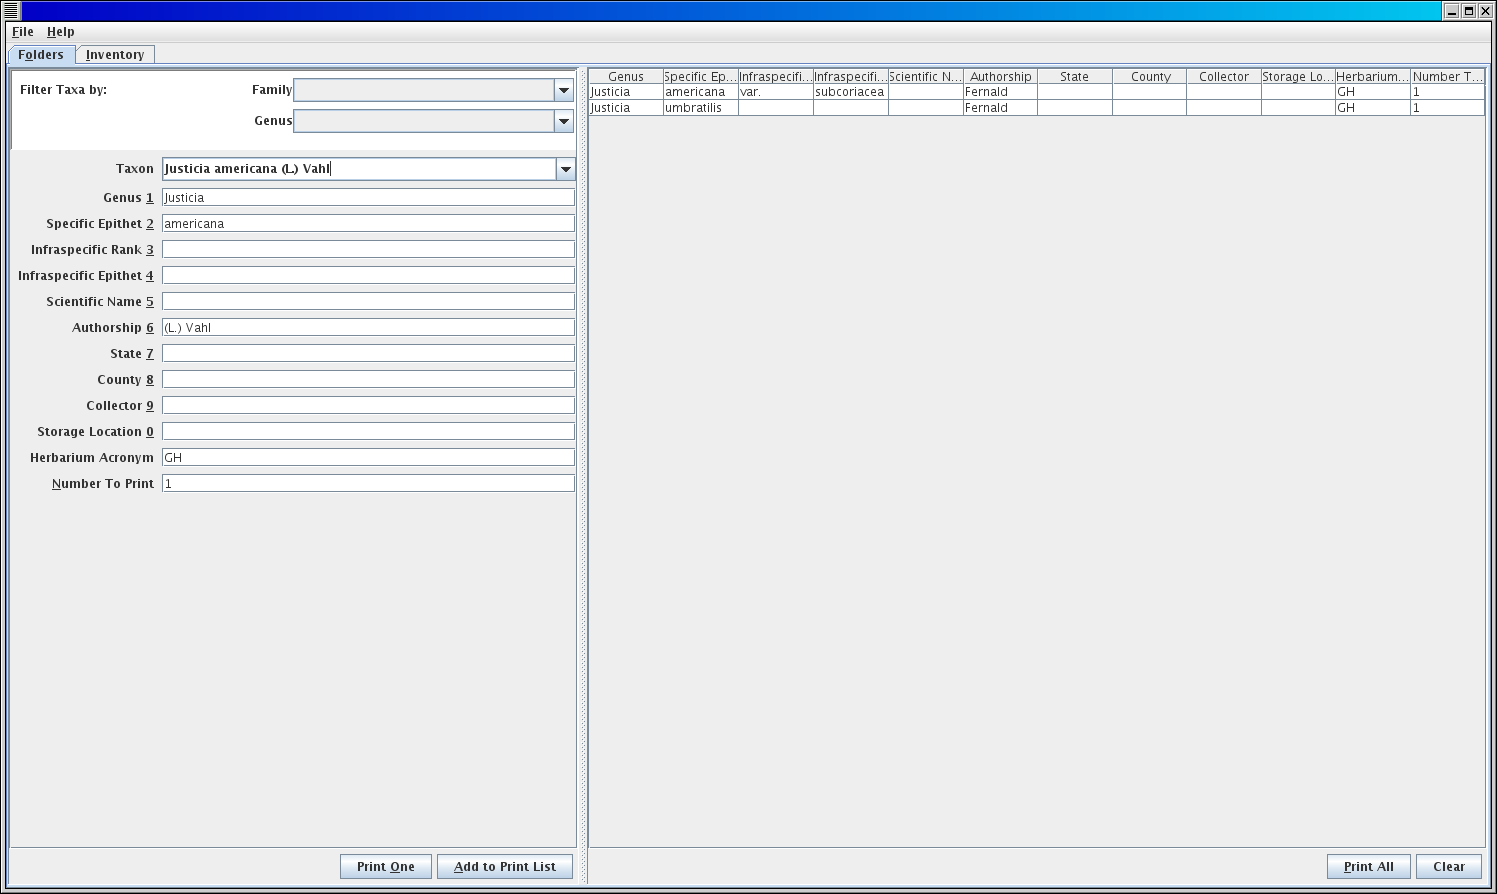 File Help
Folders Inventory
Filter Taxa by: Family
Genus
Taxon Justicia americana (L.) Vahl
Genus 1 Justicia
Specific Epithet 2 americana
Infraspecific Rank 3
Infraspecific Epithet 4
Scientific Name 5
Authorship 6 (L.) Vahl
State 7
County 8
Collector 9
Storage Location 0
Herbarium Acronym GH
Number To Print 1
Print One Add to Print List
Genus Specific Ep... Infraspecifi... Infraspecifi... Scientific N... Authorship State County Collector Storage Lo... Herbarium... Number T...
Justicia americana var. subcoriacea Fernald GH 1
Justicia umbratilis Fernald GH 1
Print All Clear